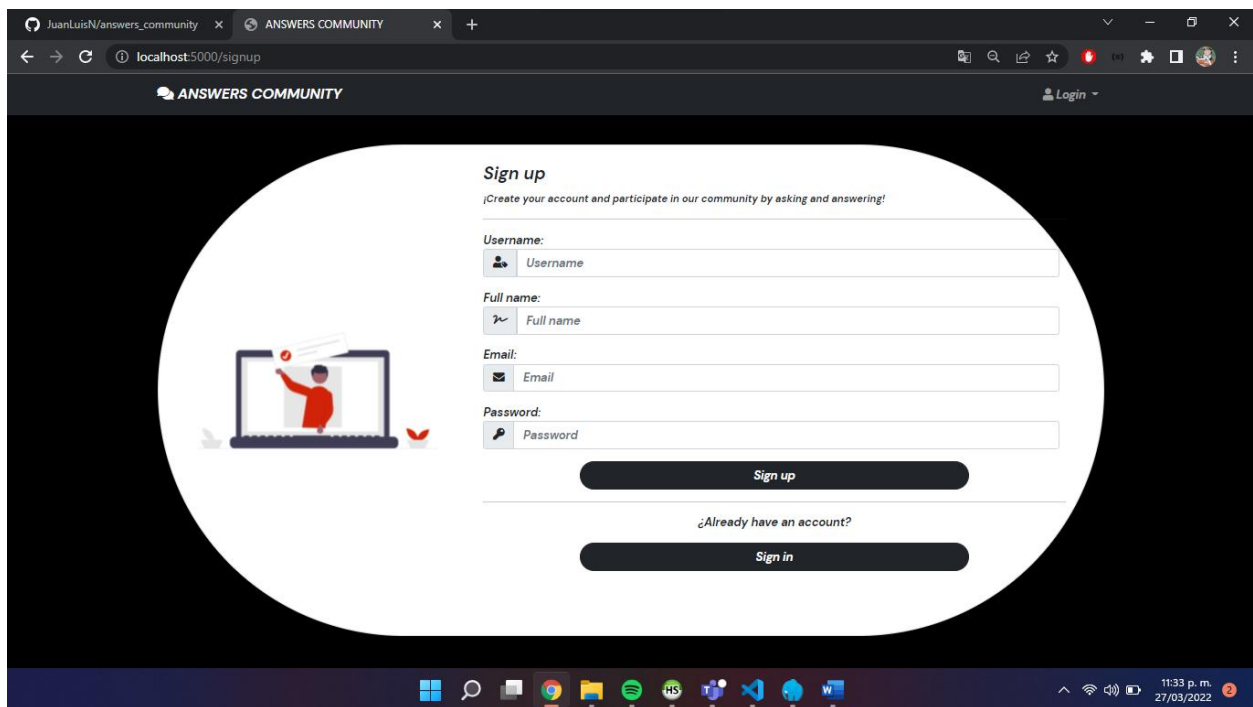 JuanLuisN/answers_community
ANSWERS COMMUNITY
localhost:5000/signup
ANSWERS COMMUNITY
Login
Sign up
¡Create your account and participate in our community by asking and answering!
Username:
Username
Full name:
Full name
Email:
Email
Password:
Password
Sign up
¿Already have an account?
Sign in
HS
11:33 p. m.
27/03/2022
2